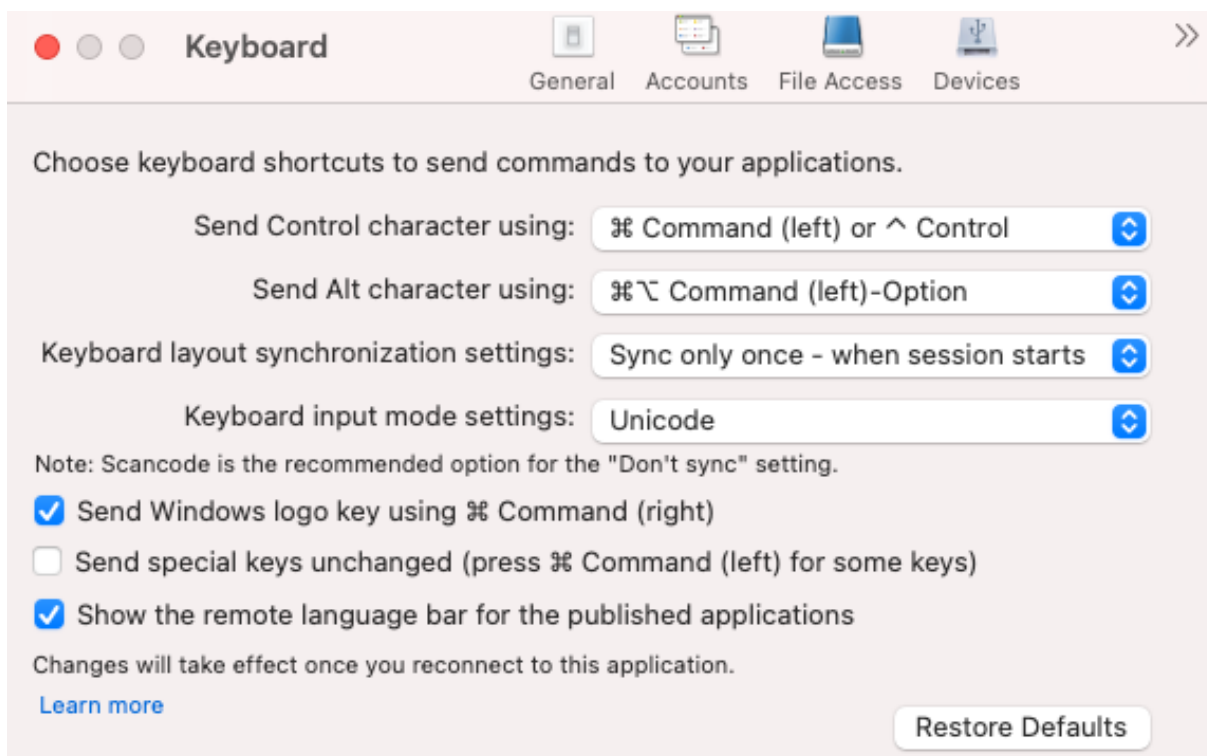 Keyboard
General Accounts File Access Devices
Choose keyboard shortcuts to send commands to your applications.
Send Control character using: ⌘ Command (left) or ^ Control
Send Alt character using: ⌘⌥ Command (left)-Option
Keyboard layout synchronization settings: Sync only once - when session starts
Keyboard input mode settings: Unicode
Note: Scancode is the recommended option for the "Don't sync" setting.
Send Windows logo key using ⌘ Command (right)
Send special keys unchanged (press ⌘ Command (left) for some keys)
Show the remote language bar for the published applications
Changes will take effect once you reconnect to this application.
Learn more
Restore Defaults